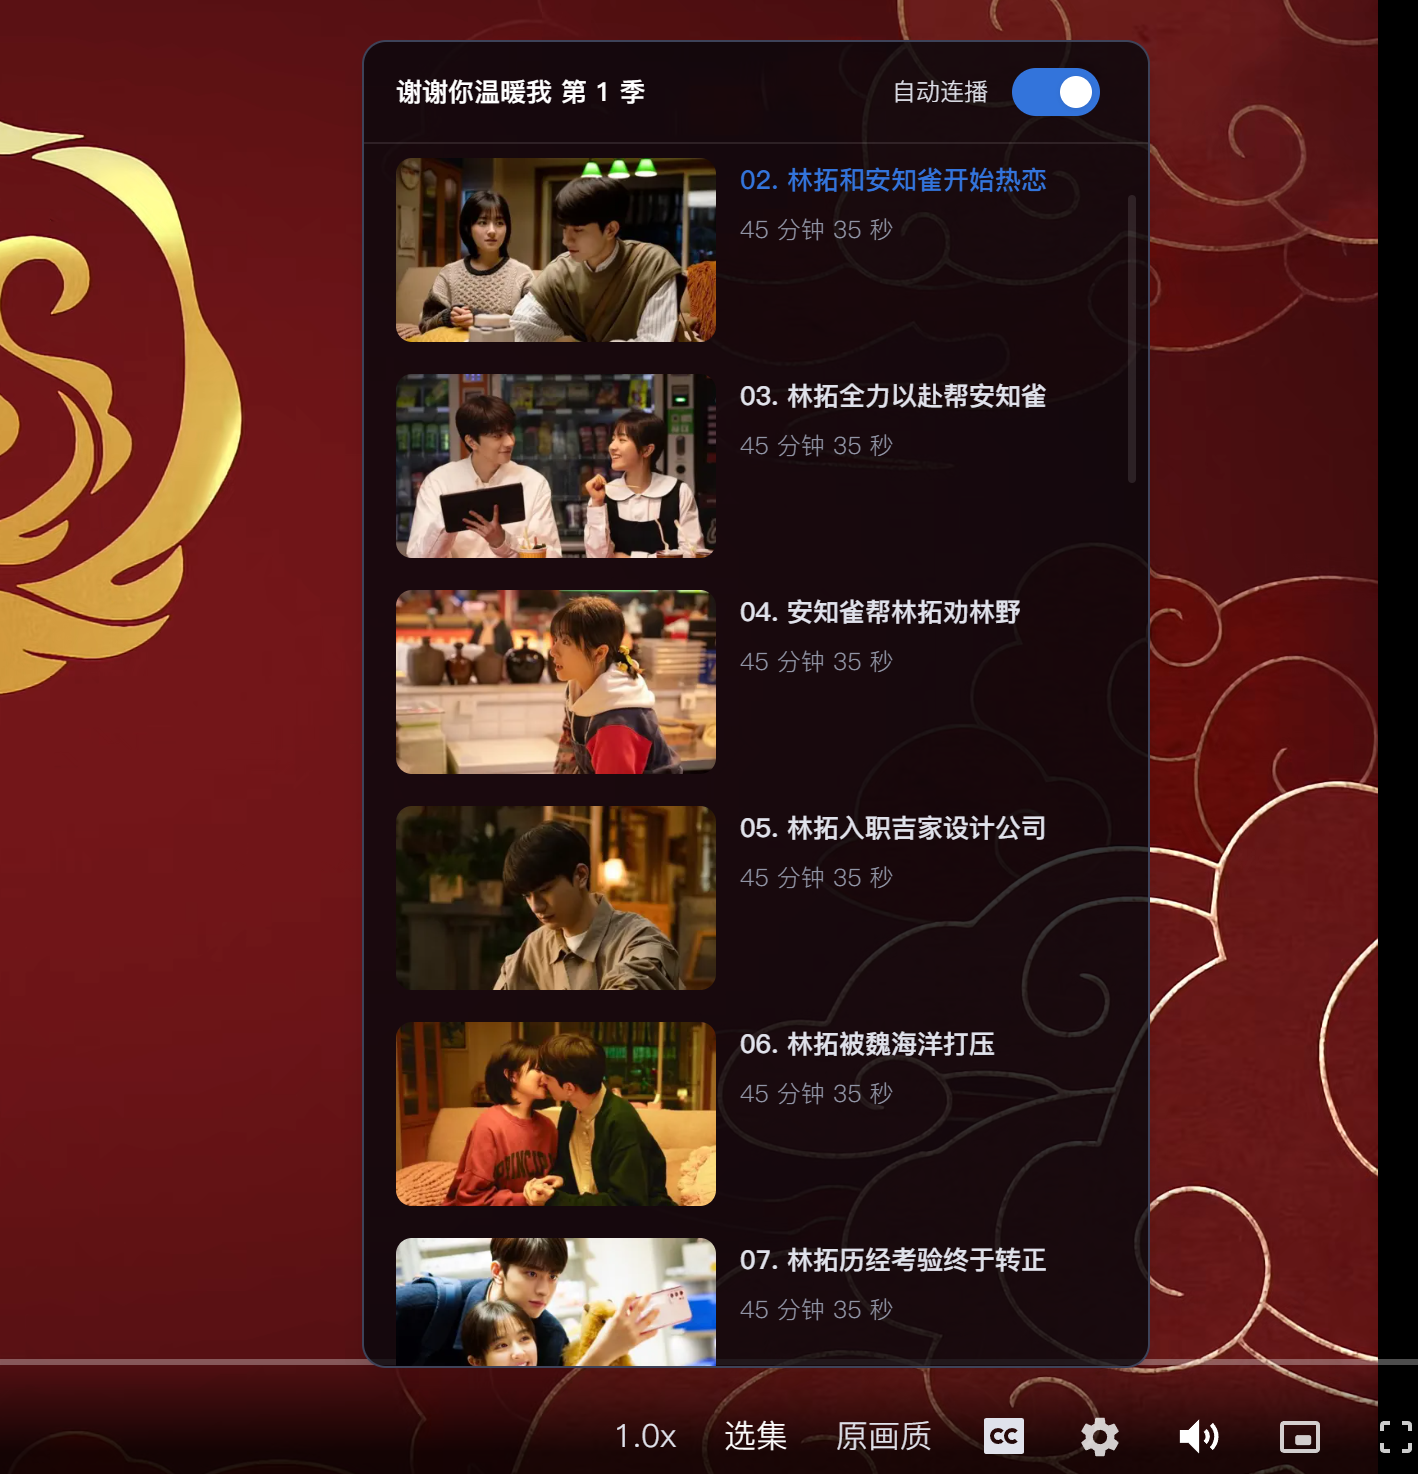 谢谢你温暖我 第 1 季
自动连播
02. 林拓和安知雀开始热恋
45 分钟 35 秒
03. 林拓全力以赴帮安知雀
45 分钟 35 秒
04. 安知雀帮林拓劝林野
45 分钟 35 秒
05. 林拓入职吉家设计公司
45 分钟 35 秒
06. 林拓被魏海洋打压
45 分钟 35 秒
07. 林拓历经考验终于转正
45 分钟 35 秒
1.0x 选集 原画质 CC